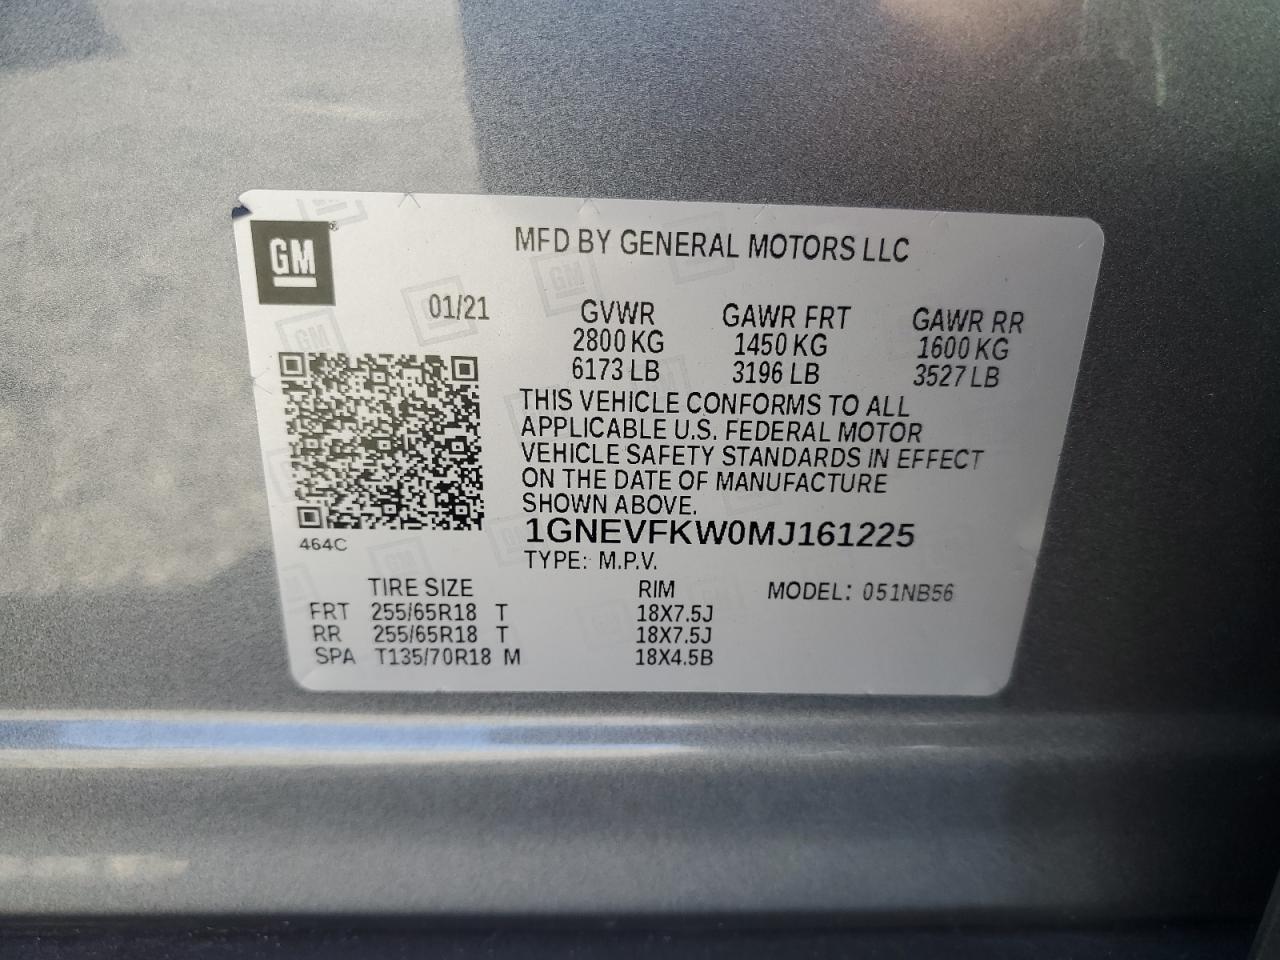 GM
MFD BY GENERAL MOTORS LLC
01/21
GVWR GAWR FRT GAWR RR
2800 KG 1450 KG 1600 KG
6173 LB 3196 LB 3527 LB
THIS VEHICLE CONFORMS TO ALL
APPLICABLE U.S. FEDERAL MOTOR
VEHICLE SAFETY STANDARDS IN EFFECT
ON THE DATE OF MANUFACTURE
SHOWN ABOVE.
1GNEVFKW0MJ161225
464C
TYPE: M.P.V.
TIRE SIZE RIM MODEL: 051NB56
FRT 255/65R18 T 18X7.5J
RR 255/65R18 T 18X7.5J
SPA T135/70R18 M 18X4.5B